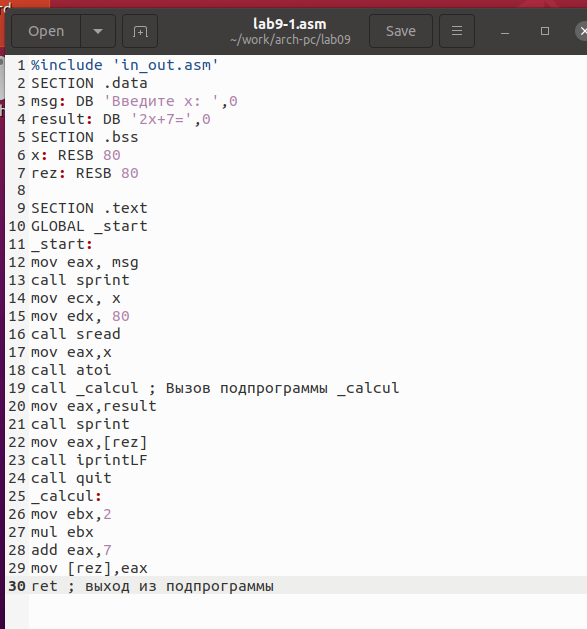 Open
lab9-1.asm
~/work/arch-pc/lab09
Save
1 %include 'in_out.asm'
2 SECTION .data
3 msg: DB 'Введите x: ',0
4 result: DB '2x+7=',0
5 SECTION .bss
6 x: RESB 80
7 rez: RESB 80
8
9 SECTION .text
10 GLOBAL _start
11 _start:
12 mov eax, msg
13 call sprint
14 mov ecx, x
15 mov edx, 80
16 call sread
17 mov eax,x
18 call atoi
19 call _calcul ; Вызов подпрограммы _calcul
20 mov eax,result
21 call sprint
22 mov eax,[rez]
23 call iprintLF
24 call quit
25 _calcul:
26 mov ebx,2
27 mul ebx
28 add eax,7
29 mov [rez],eax
30 ret ; выход из подпрограммы